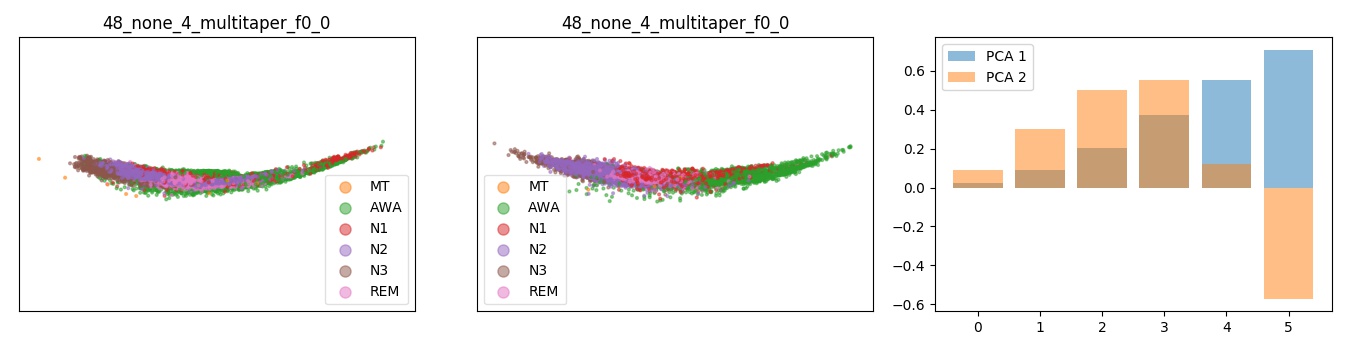 48_none_4_multitaper_f0_0
MT
AWA
N1
N2
N3
REM
48_none_4_multitaper_f0_0
MT
AWA
N1
N2
N3
REM
PCA 1
PCA 2
0.6
0.4
0.2
0.0
−0.2
−0.4
−0.6
0 1 2 3 4 5